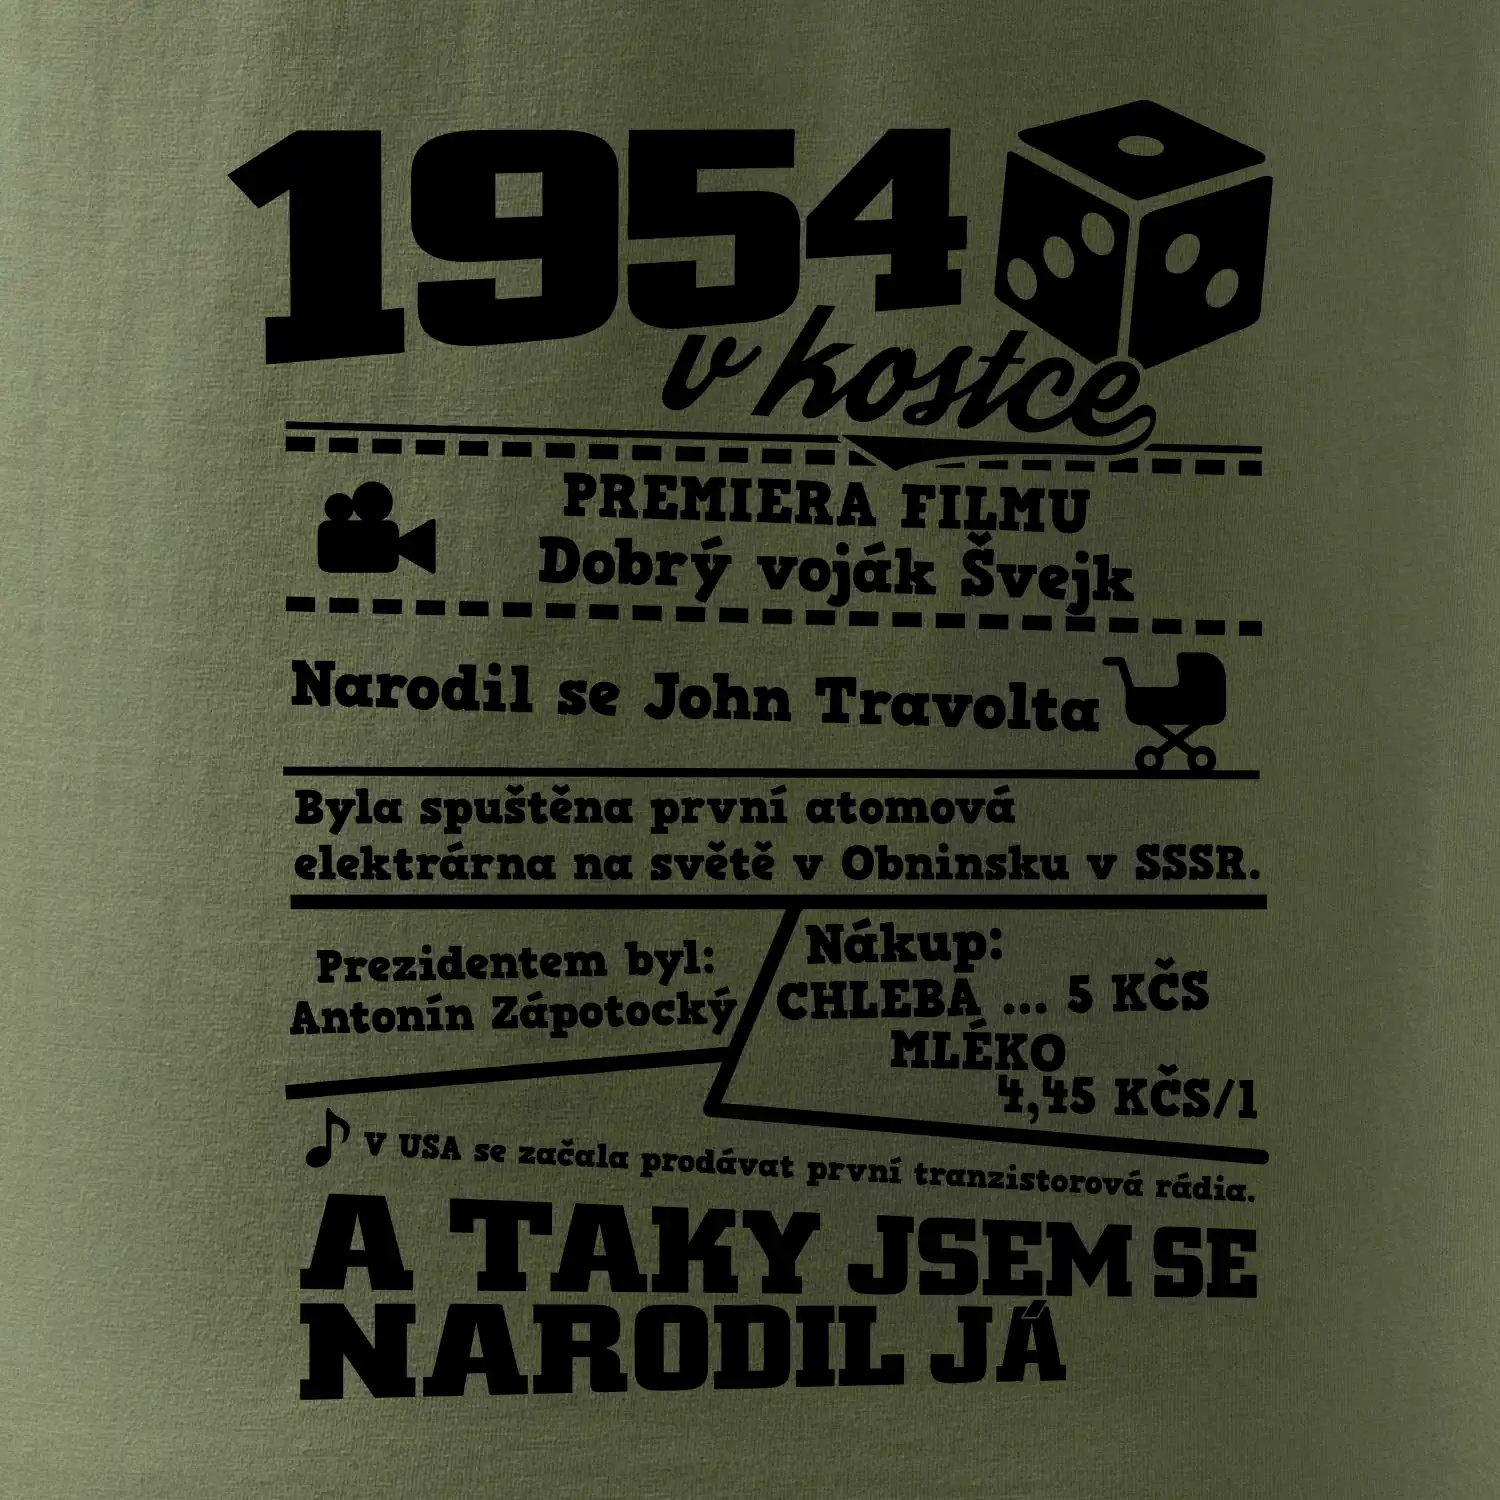 1954
v kostce
PREMIERA FILMU
Dobrý voják Švejk
Narodil se John Travolta
Byla spuštěna první atomová
elektrárna na světě v Obninsku v SSSR.
Prezidentem byl:
Antonín Zápotocký
Nákup:
CHLEBA ... 5 KČS
MLÉKO
4,45 KČS/l
V USA se začala prodávat první tranzistorová rádia.
A TAKY JSEM SE
NARODIL JÁ